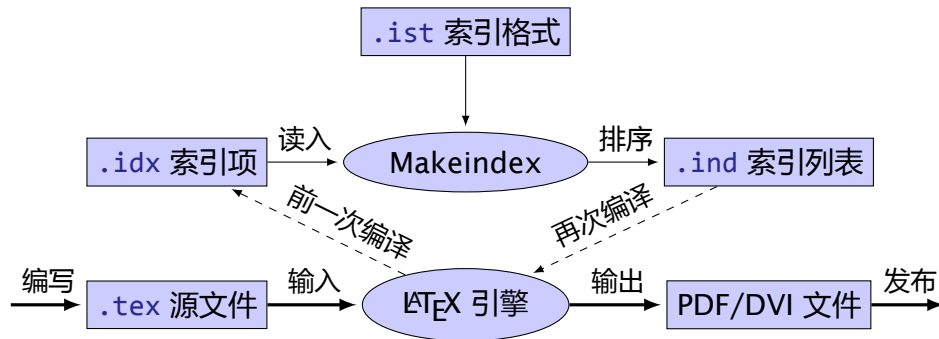 .ist 索引格式
读入
排序
.idx 索引项
Makeindex
.ind 索引列表
前一次编译
再次编译
编写
输入
输出
发布
.tex 源文件
LATEX 引擎
PDF/DVI 文件